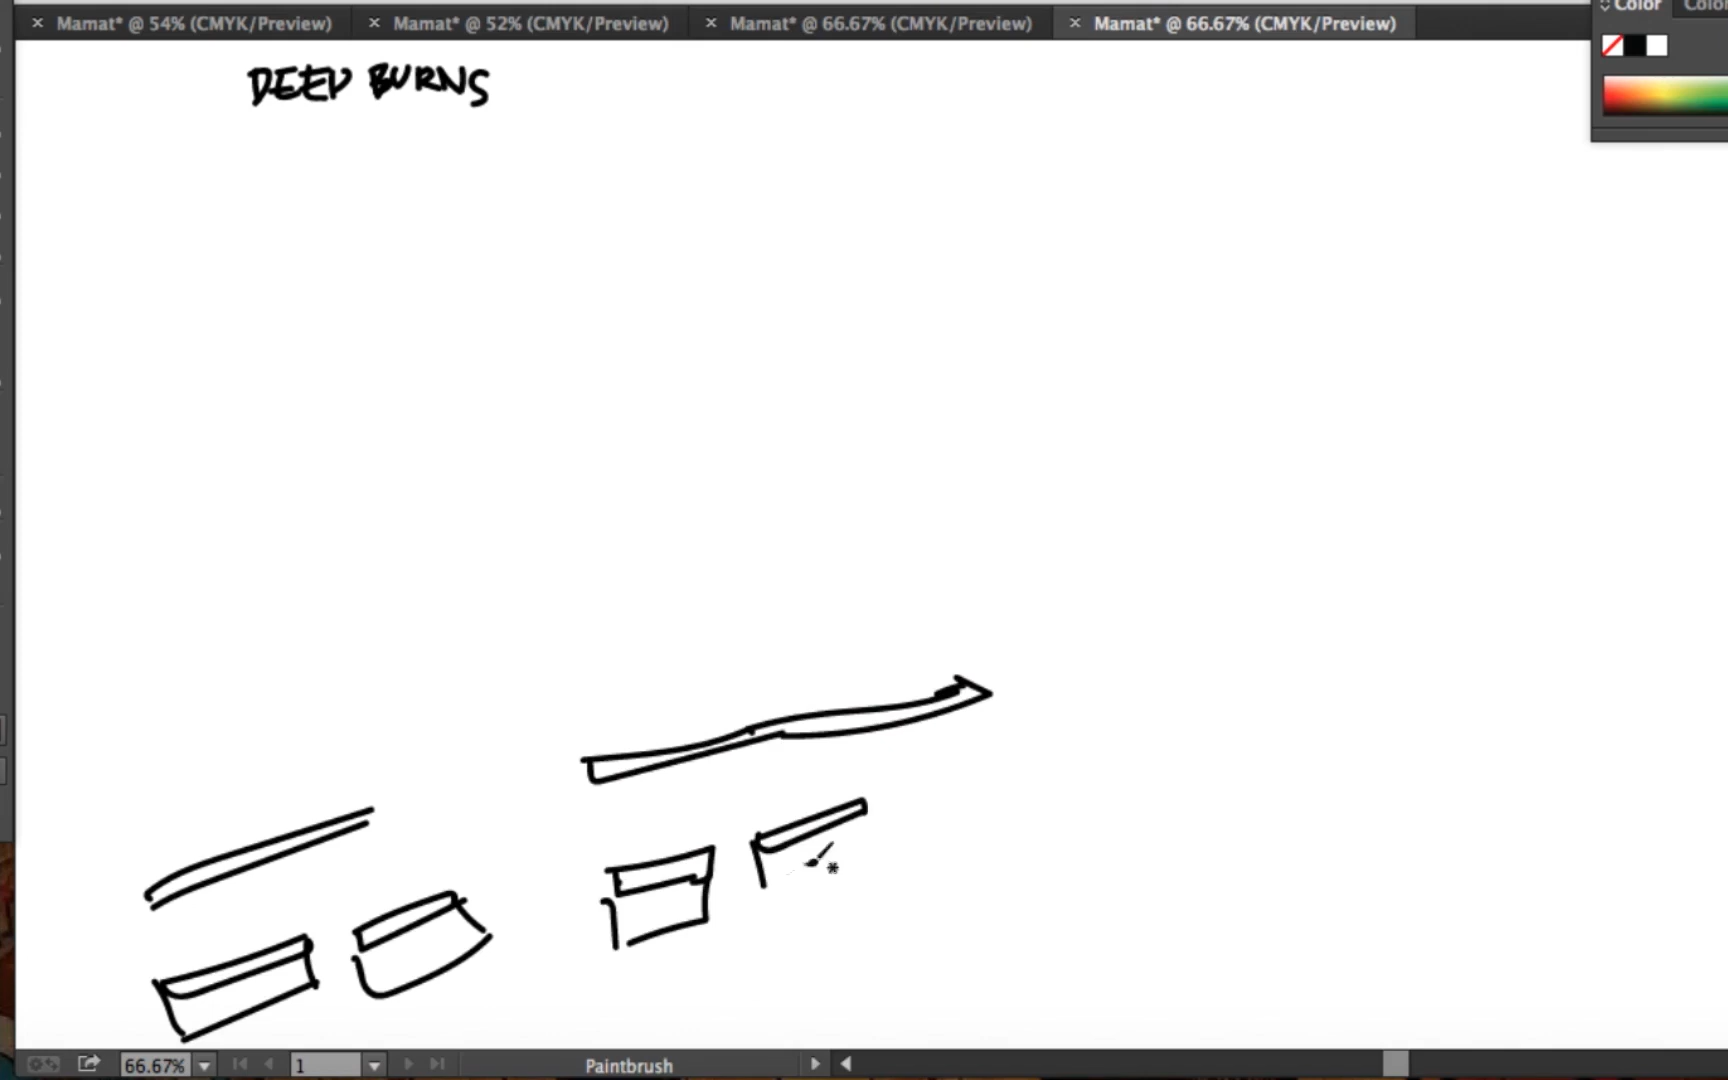 Mamat* @ 54% (CMYK/Preview) Mamat* @ 52% (CMYK/Preview) Mamat* @ 66.67% (CMYK/Preview) Mamat* @ 66.67% (CMYK/Preview)
Color Color
DEEP BURNS
66.67% 1 Paintbrush